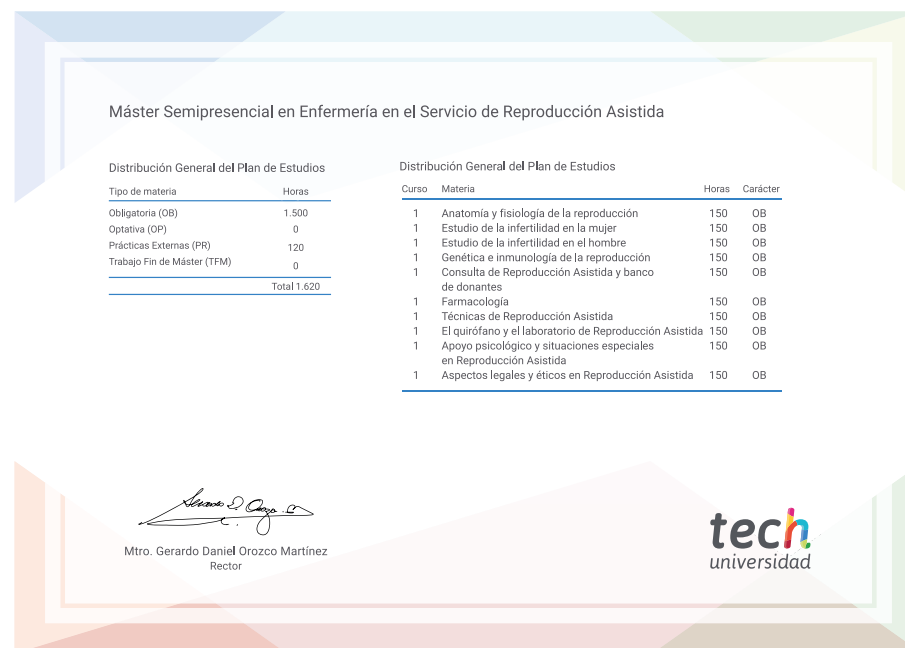 Máster Semipresencial en Enfermería en el Servicio de Reproducción Asistida
Distribución General del Plan de Estudios
Tipo de materia Horas
Obligatoria (OB) 1.500
Optativa (OP) 0
Prácticas Externas (PR) 120
Trabajo Fin de Máster (TFM) 0
Total 1.620
Distribución General del Plan de Estudios
Curso Materia Horas Carácter
1 Anatomía y fisiología de la reproducción 150 OB
1 Estudio de la infertilidad en la mujer 150 OB
1 Estudio de la infertilidad en el hombre 150 OB
1 Genética e inmunología de la reproducción 150 OB
1 Consulta de Reproducción Asistida y banco 150 OB
de donantes
1 Farmacología 150 OB
1 Técnicas de Reproducción Asistida 150 OB
1 El quirófano y el laboratorio de Reproducción Asistida 150 OB
1 Apoyo psicológico y situaciones especiales 150 OB
en Reproducción Asistida
1 Aspectos legales y éticos en Reproducción Asistida 150 OB
Mtro. Gerardo Daniel Orozco Martínez
Rector
tech
universidad